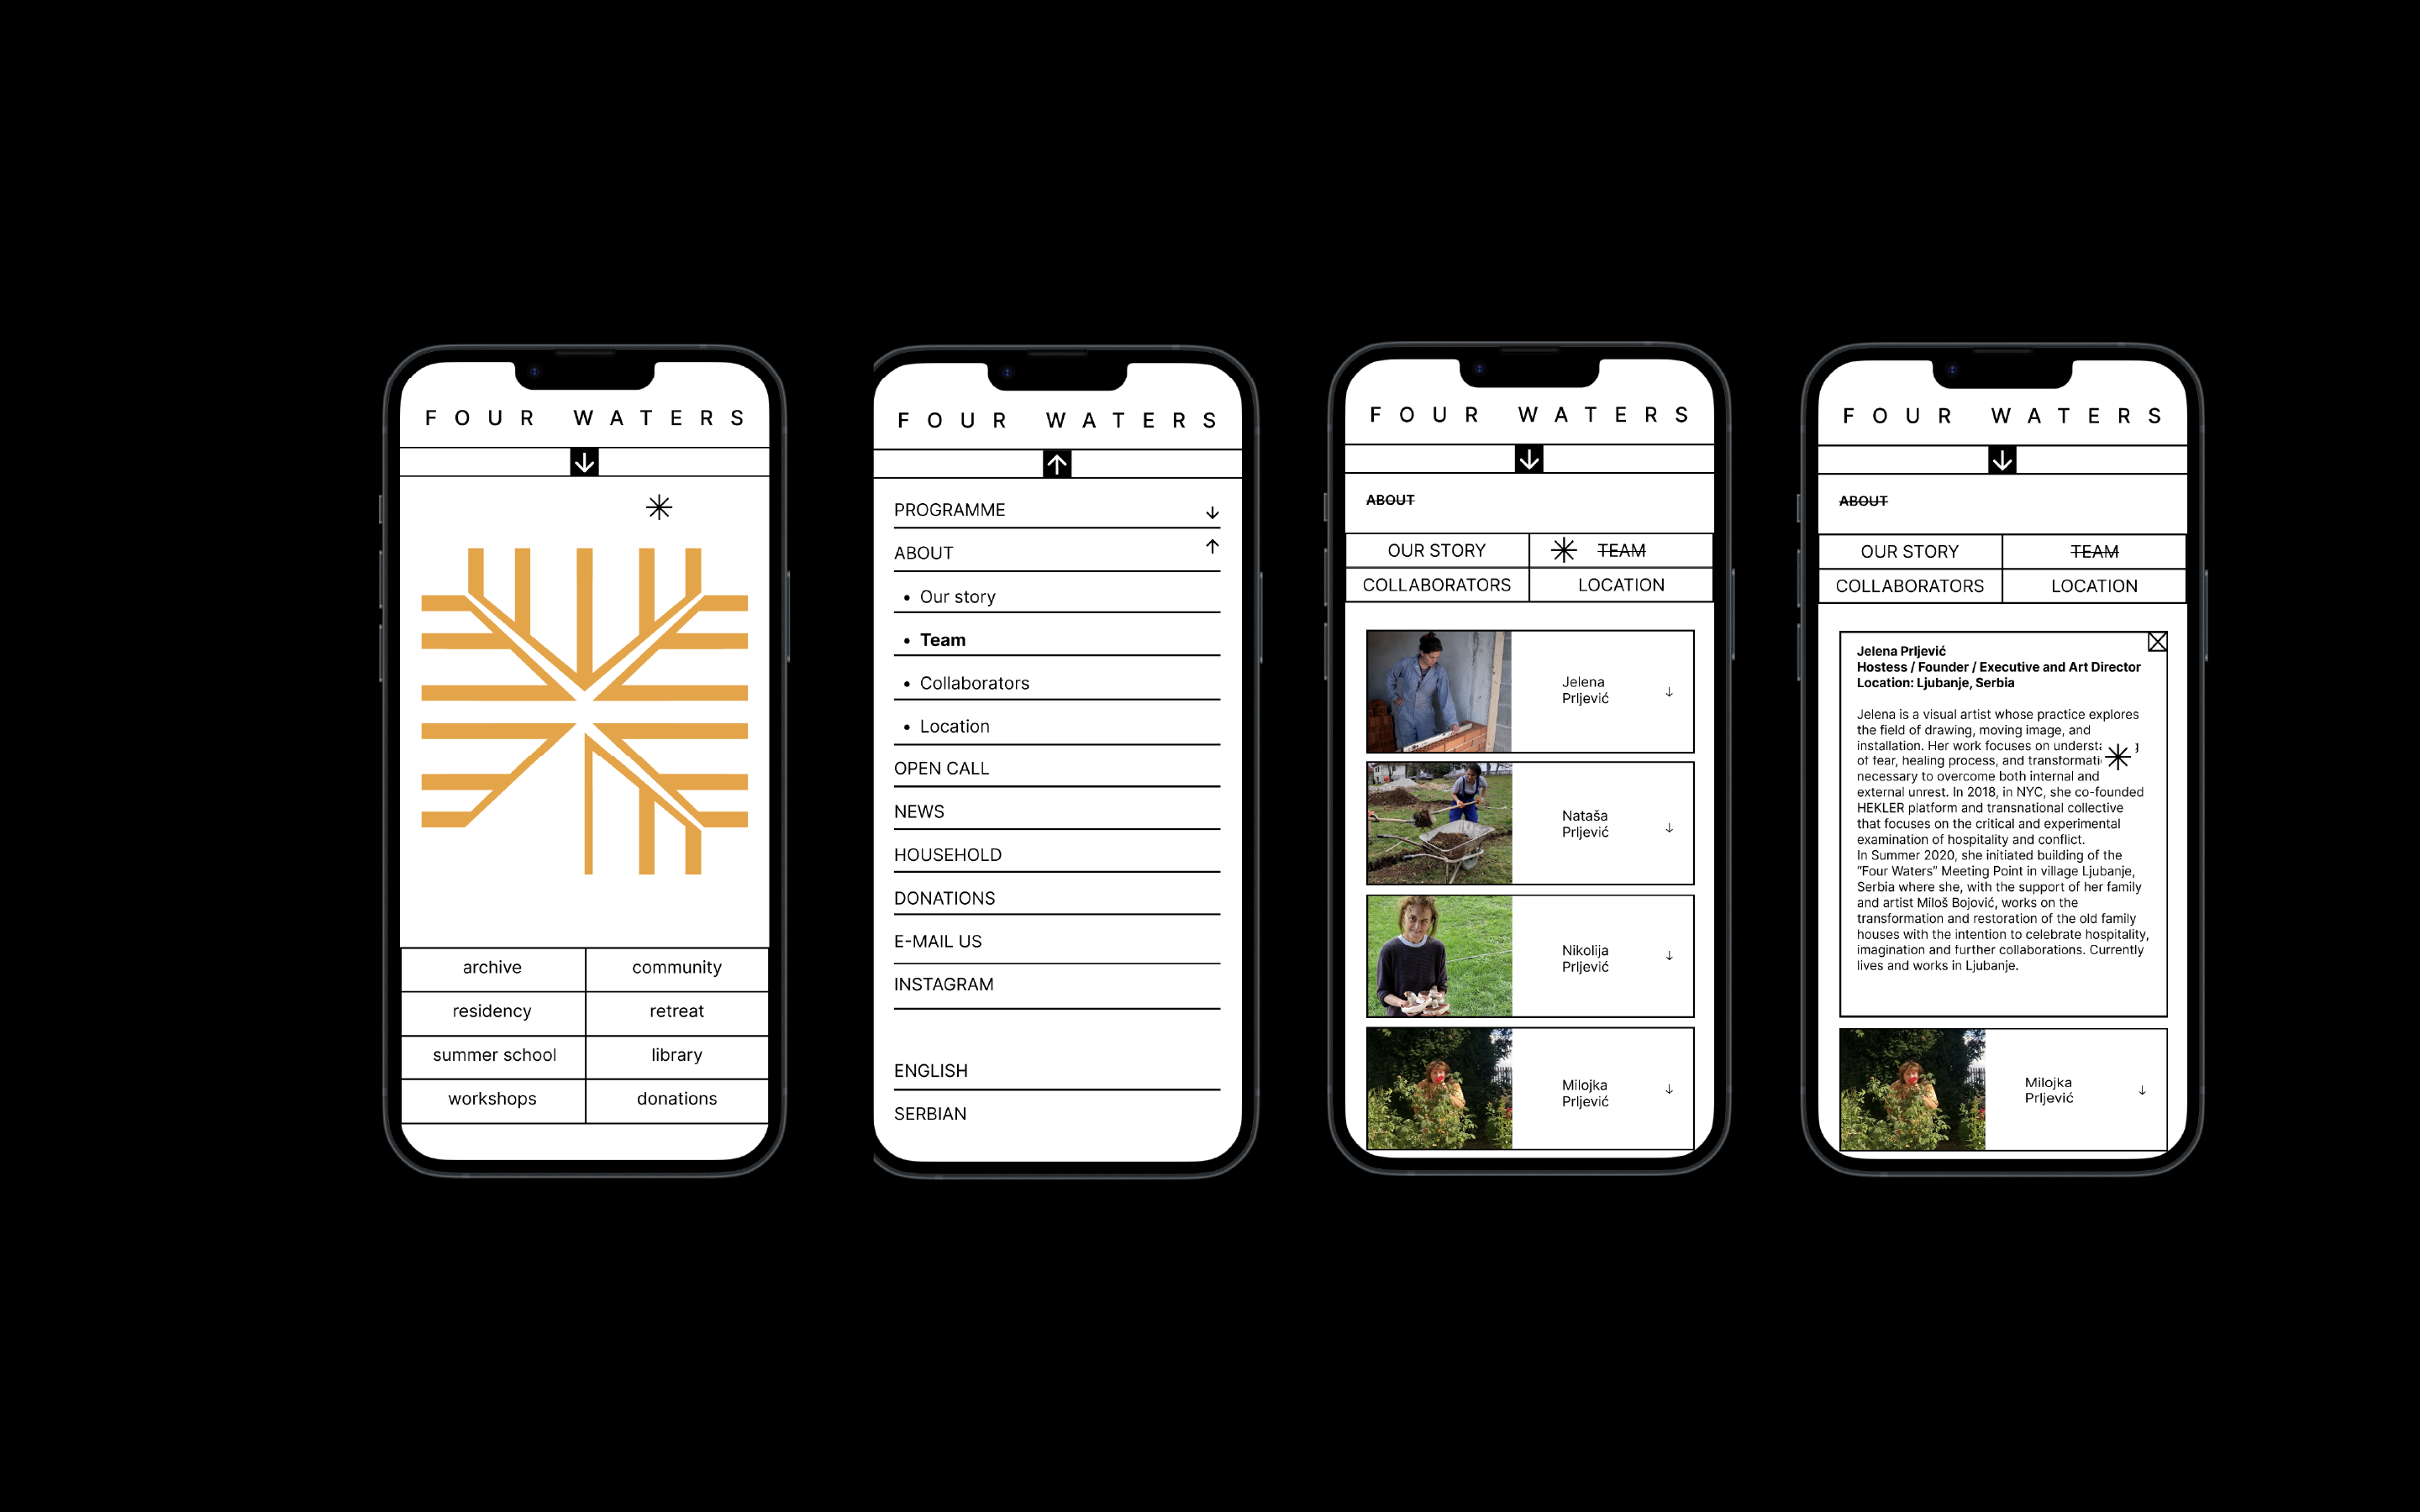 FOUR WATERS
archive
community
residency
retreat
summer school
library
workshops
donations
FOUR WATERS
PROGRAMME
ABOUT
• Our story
• Team
• Collaborators
• Location
OPEN CALL
NEWS
HOUSEHOLD
DONATIONS
E-MAIL US
INSTAGRAM
ENGLISH
SERBIAN
FOUR WATERS
ABOUT
OUR STORY
TEAM
COLLABORATORS
LOCATION
Jelena
Prljević
Nataša
Prljević
Nikolija
Prljević
Milojka
Prljević
FOUR WATERS
ABOUT
OUR STORY
TEAM
COLLABORATORS
LOCATION
Jelena Prljević
Hostess / Founder / Executive and Art Director
Location: Ljubanje, Serbia
Jelena is a visual artist whose practice explores
the field of drawing, moving image, and
installation. Her work focuses on
of fear, healing process, and
necessary to overcome both internal and
external unrest. In 2018, in NYC, she co-founded
HEKLER platform and transnational collective
that focuses on the critical and experimental
examination of hospitality and conflict.
In Summer 2020, she initiated building of the
“Four Waters” Meeting Point in village Ljubanje,
Serbia where she, with the support of her family
and artist Miloš Bojović, works on the
transformation and restoration of the old family
houses with the intention to celebrate hospitality,
imagination and further collaborations. Currently
lives and works in Ljubanje.
Milojka
Prljević